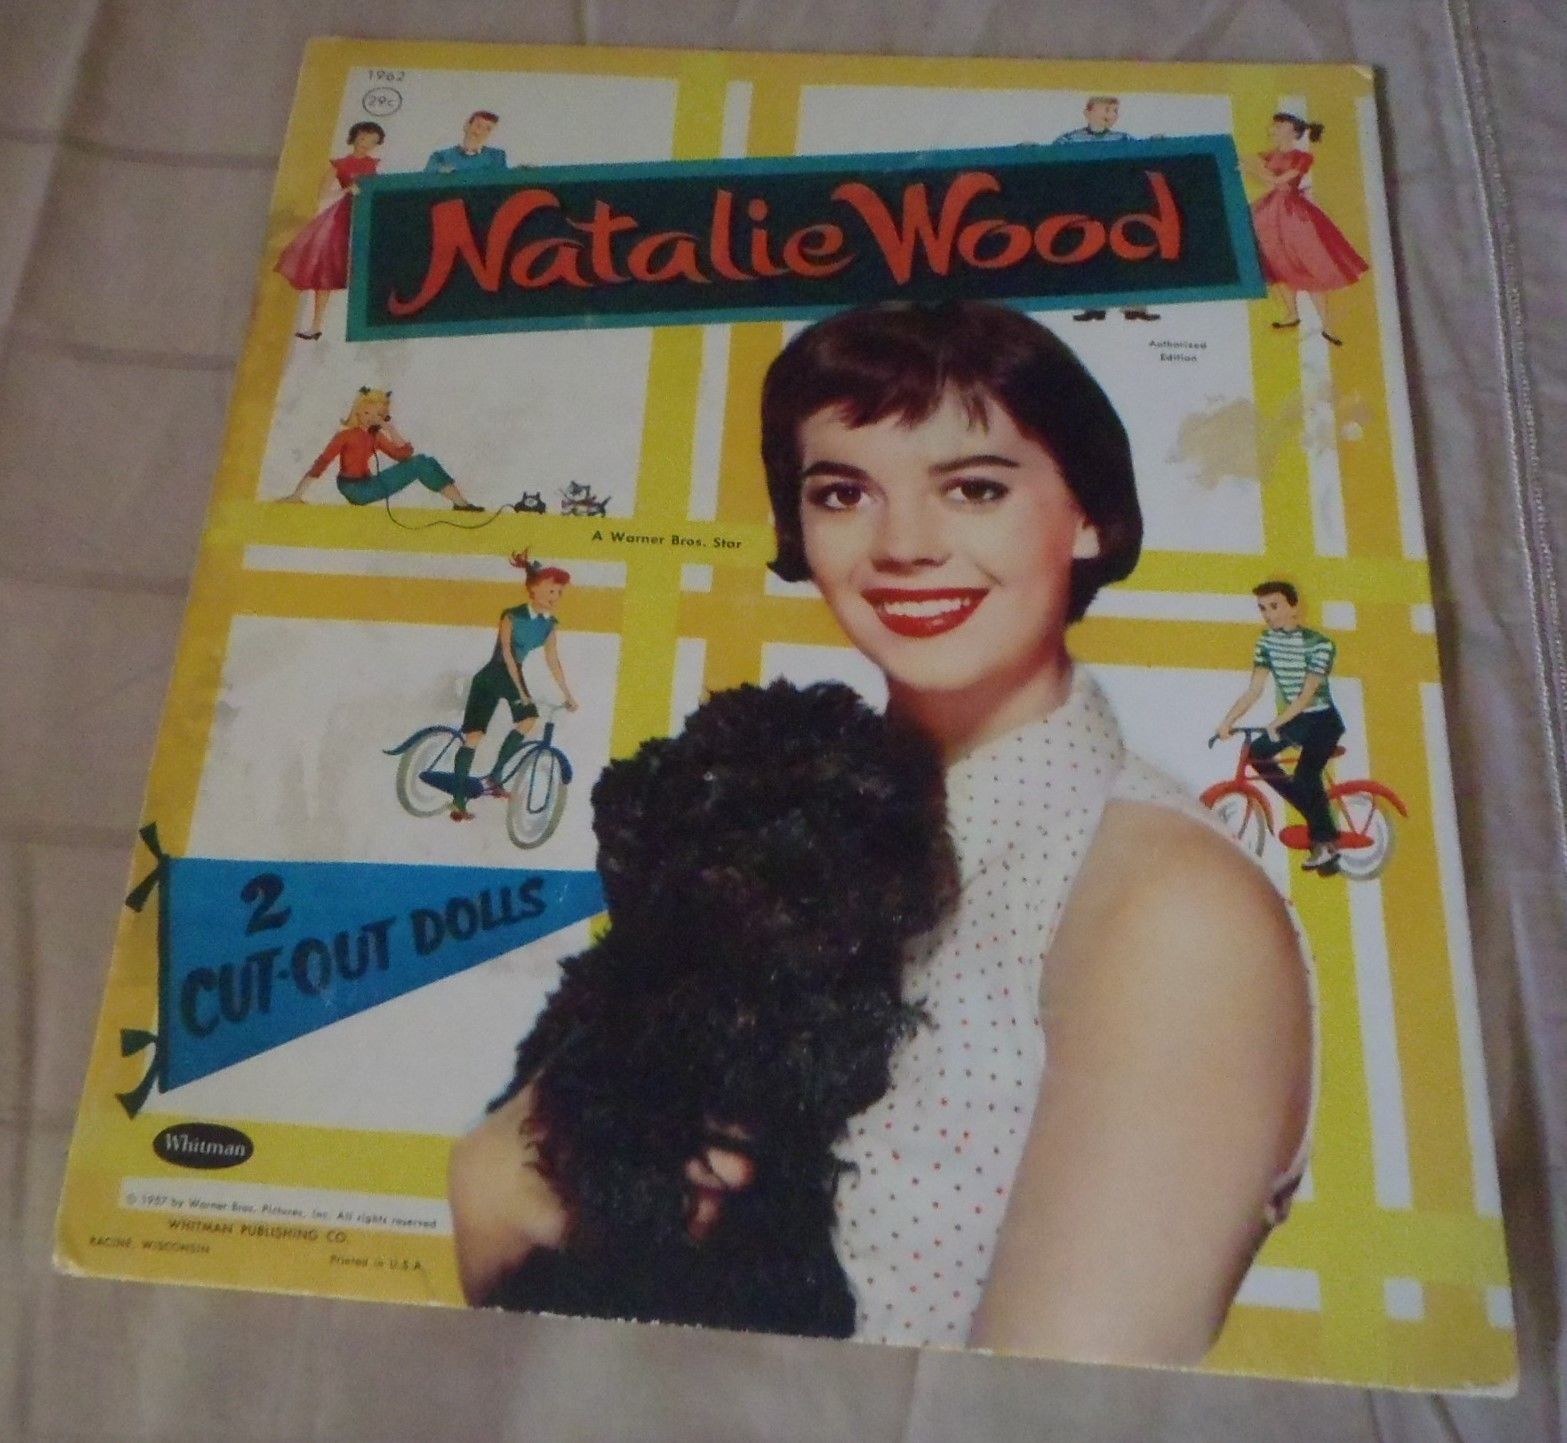 1962
29c
Natalie Wood
Authorized
Edition
A Warner Bros. Star
2
CUT-OUT DOLLS
Whitman
© 1957 by Warner Bros. Pictures, Inc. All rights reserved
WHITMAN PUBLISHING CO.
RACINE, WISCONSIN
Printed in U.S.A.